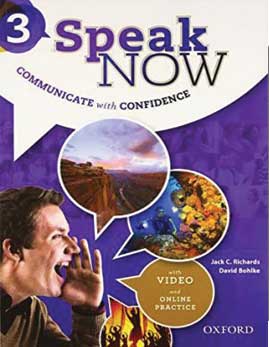 3 Speak
NOW
COMMUNICATE with CONFIDENCE
Jack C. Richards
David Bohlke
with
VIDEO
and
ONLINE
PRACTICE
OXFORD